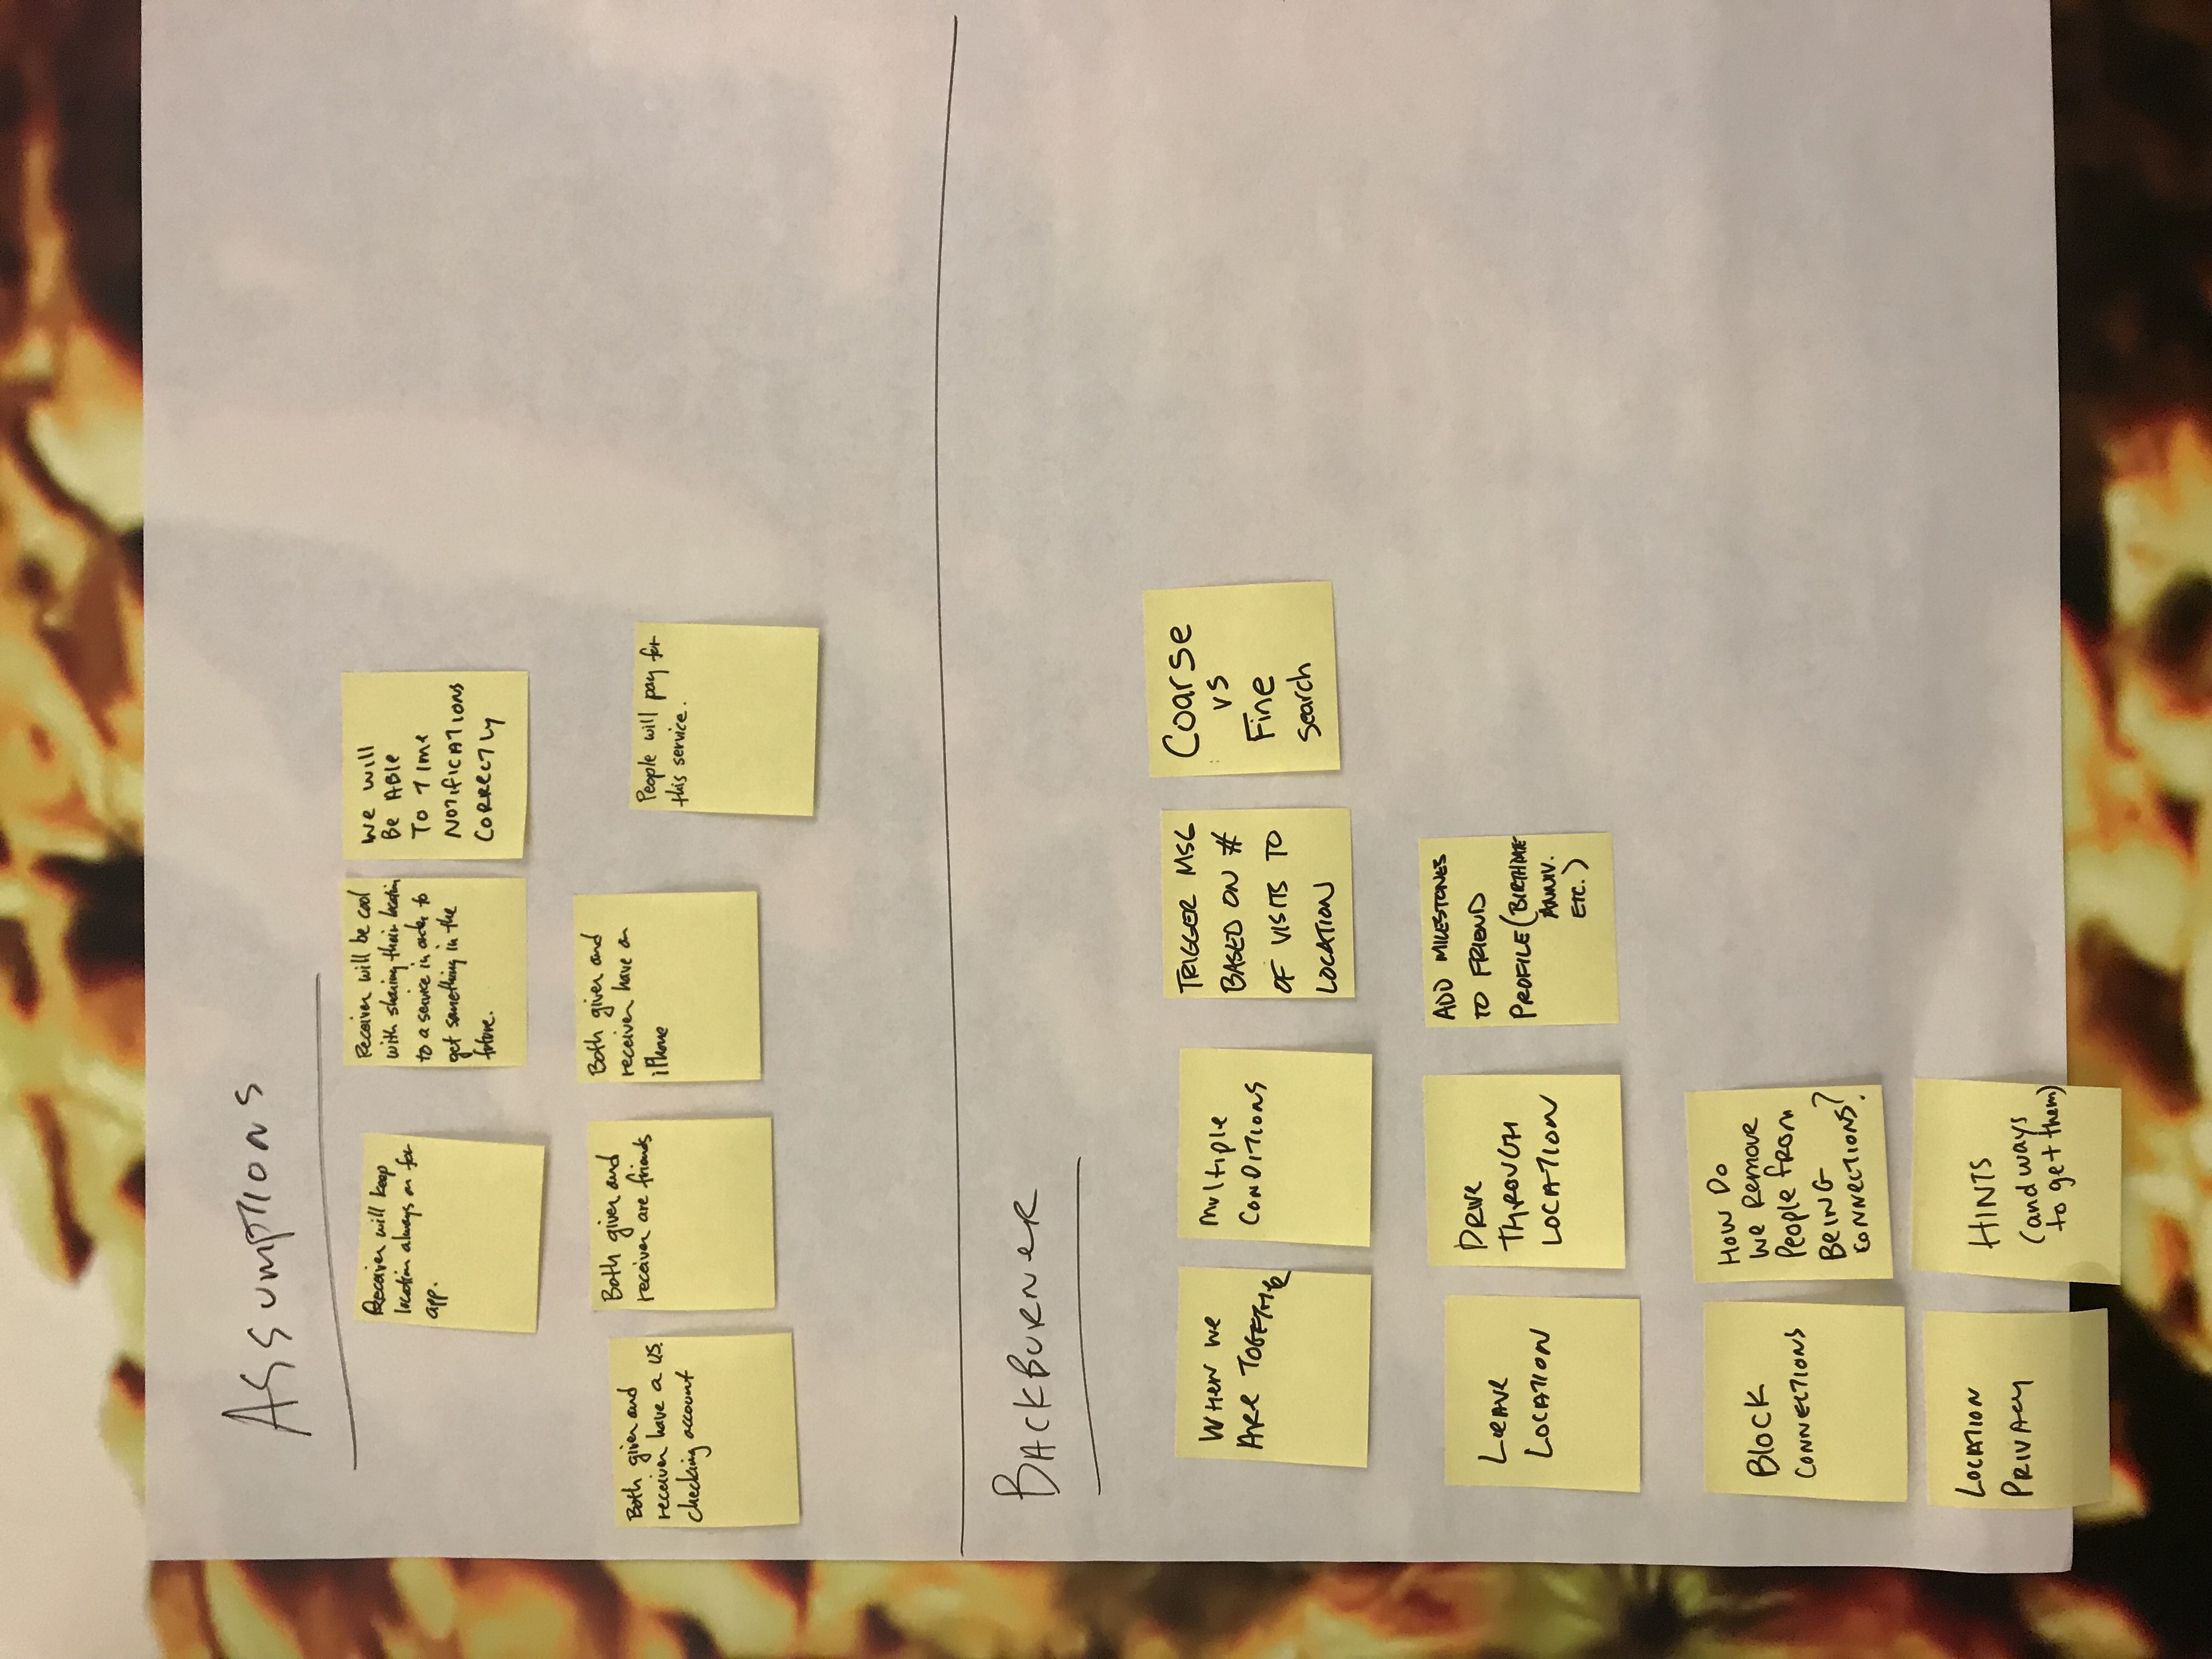 Assumptions
Receiver will keep
location always on for
app.
Receiver will be cool
with sharing their location
to a service in order to
get something in the
future.
We will
Be Able
To Time
Notifications
Correctly
Both giver and
receiver have a U.S.
checking account
Both giver and
receiver are friends
Both giver and
receiver have an
iPhone
People will pay for
this service.
Backburner
When we
Are Together
Multiple
Conditions
TRIGGER MSG
BASED ON #
OF VISITS TO
LOCATION
Coarse
vs
Fine
search
Leave
Location
Drive
Through
Location
ADD MILESTONES
TO FRIEND
PROFILE (BIRTHDATE
ANNIV.
ETC.)
Block
Connections
How Do
we Remove
People from
Being
Connections?
Location
Privacy
HINTS
(and ways
to get them)